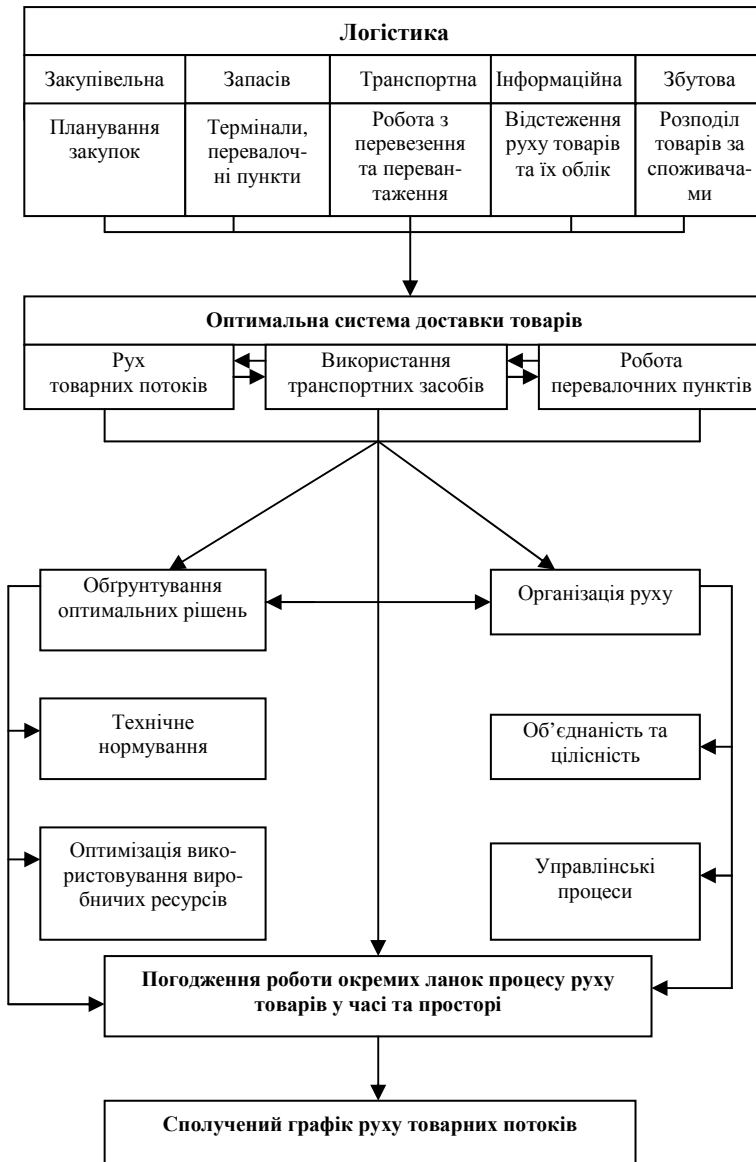 Логістика
Закупівельна
Запасів
Транспортна
Інформаційна
Збутова
Планування
закупок
Термінали,
перевалоч-
ні пункти
Робота з
перевезення
та переван-
таження
Відстеження
руху товарів
та їх облік
Розподіл
товарів за
споживача-
ми
Оптимальна система доставки товарів
Рух
товарних потоків
Використання
транспортних засобів
Робота
перевалочних пунктів
Обґрунтування
оптимальних рішень
Організація руху
Технічне
нормування
Об’єднаність та
цілісність
Оптимізація вико-
ристовування виро-
бничих ресурсів
Управлінські
процеси
Погодження роботи окремих ланок процесу руху
товарів у часі та просторі
Сполучений графік руху товарних потоків